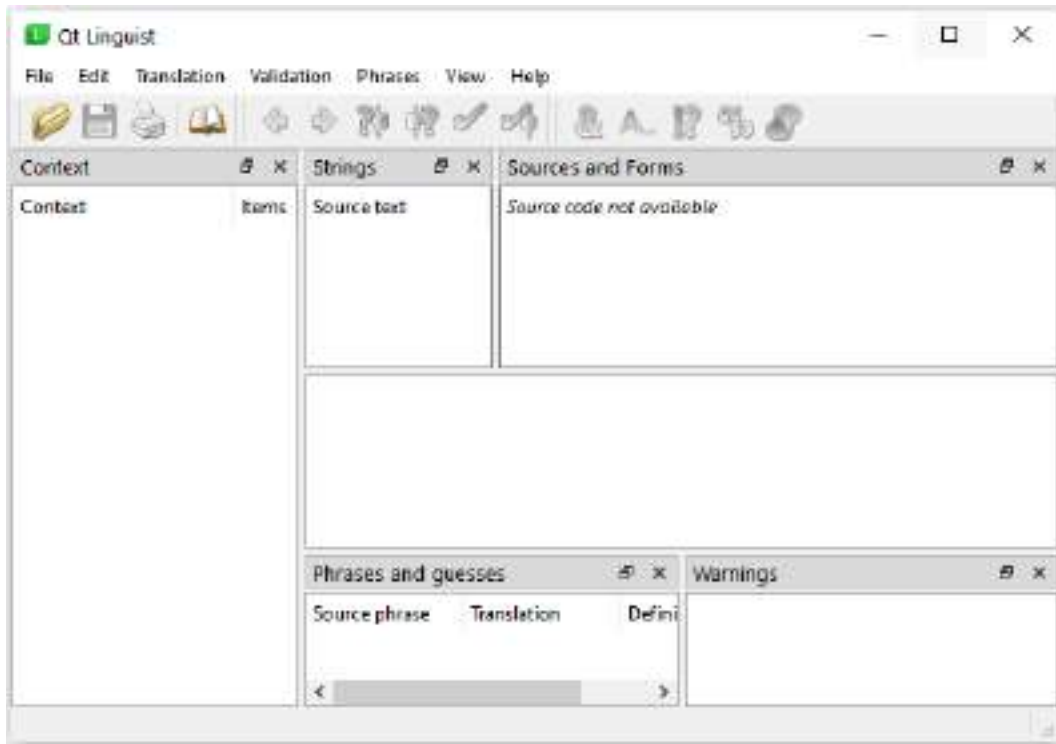 Qt Linguist
File Edit Translation Validation Phrases View Help
Context
Context Items
Strings
Source text
Sources and Forms
Source code not available
Phrases and guesses
Source phrase Translation Defini
Warnings